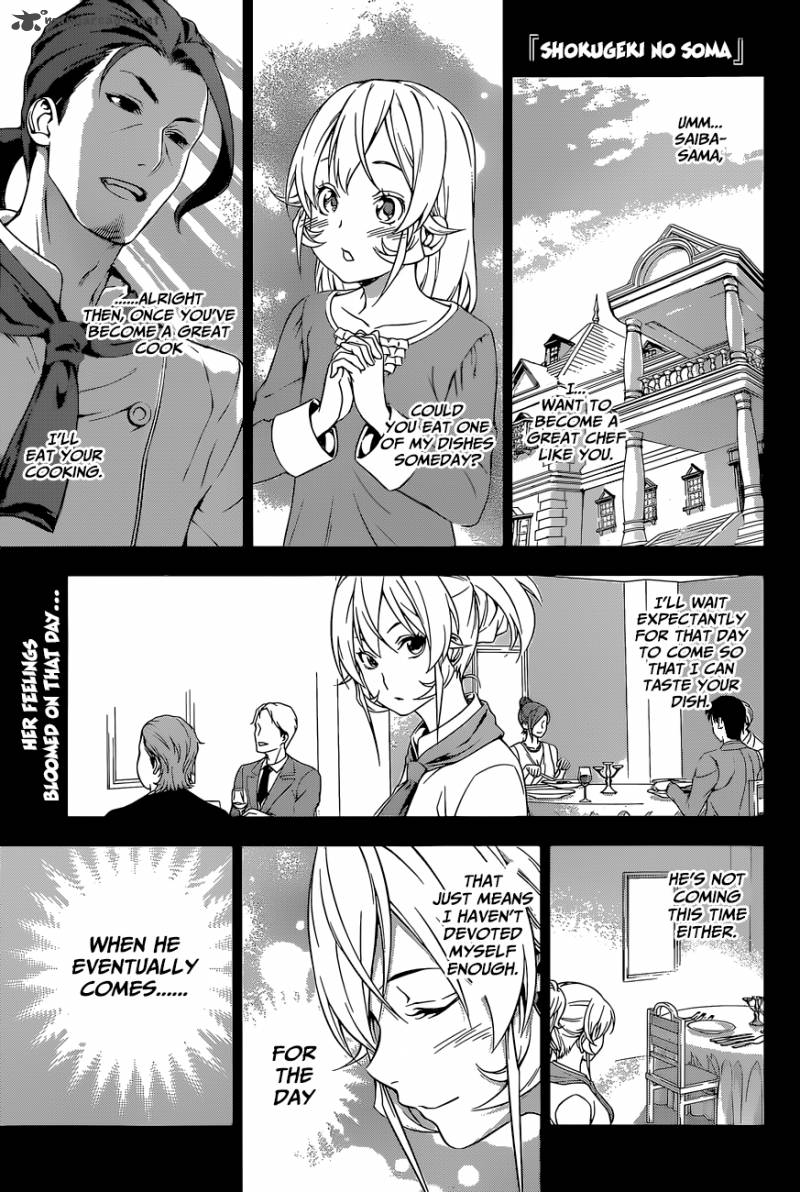 『SHOKUGEKI NO SOMA』
UMM...
SAIBA-
SAMA,
I...
WANT TO
BECOME A
GREAT CHEF
LIKE YOU.
COULD
YOU EAT ONE
OF MY DISHES
SOMEDAY?
......ALRIGHT
THEN, ONCE YOU'VE
BECOME A GREAT
COOK
I'LL
EAT YOUR
COOKING.
I'LL WAIT
EXPECTANTLY
FOR THAT DAY
TO COME SO
THAT I CAN
TASTE YOUR
DISH.
HER FEELINGS
BLOOMED ON THAT DAY...
HE'S NOT
COMING
THIS TIME
EITHER.
THAT
JUST MEANS
I HAVEN'T
DEVOTED
MYSELF
ENOUGH.
FOR
THE
DAY
WHEN HE
EVENTUALLY
COMES......